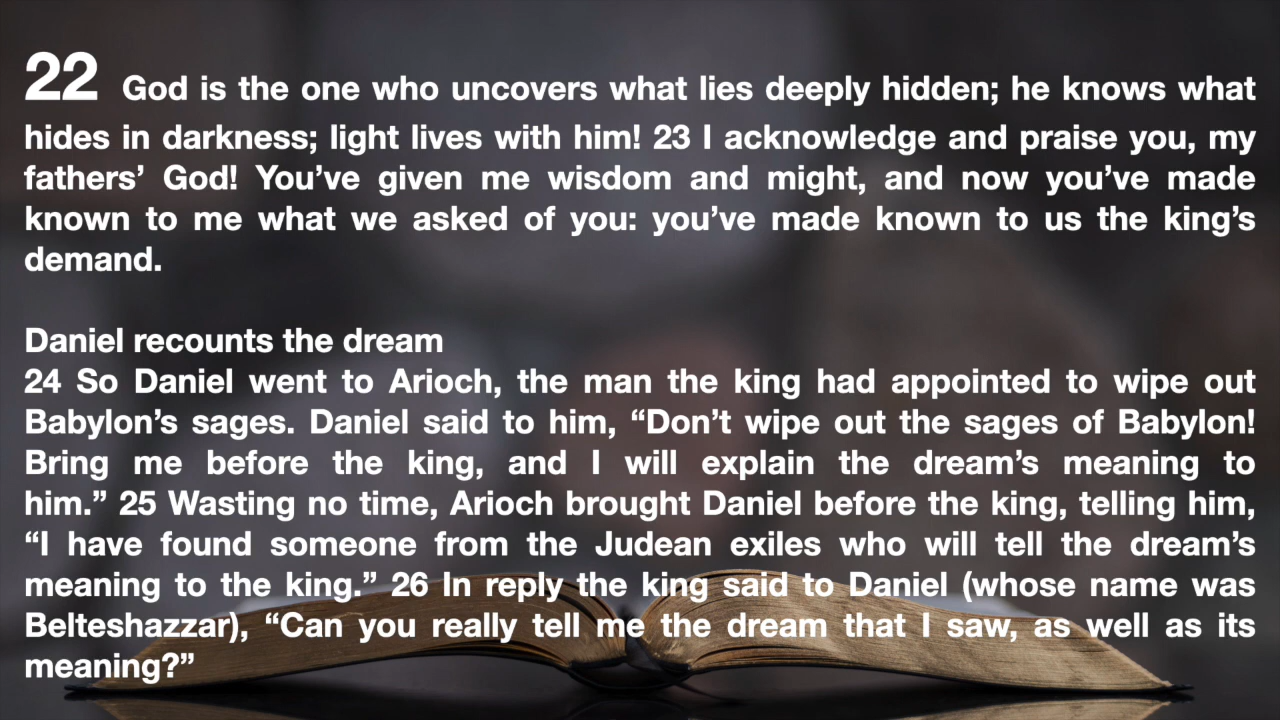 22 God is the one who uncovers what lies deeply hidden; he knows what
hides in darkness; light lives with him! 23 I acknowledge and praise you, my
fathers’ God! You’ve given me wisdom and might, and now you’ve made
known to me what we asked of you: you’ve made known to us the king’s
demand.
Daniel recounts the dream
24 So Daniel went to Arioch, the man the king had appointed to wipe out
Babylon’s sages. Daniel said to him, “Don’t wipe out the sages of Babylon!
Bring me before the king, and I will explain the dream’s meaning to
him.” 25 Wasting no time, Arioch brought Daniel before the king, telling him,
“I have found someone from the Judean exiles who will tell the dream’s
meaning to the king.” 26 In reply the king said to Daniel (whose name was
Belteshazzar), “Can you really tell me the dream that I saw, as well as its
meaning?”